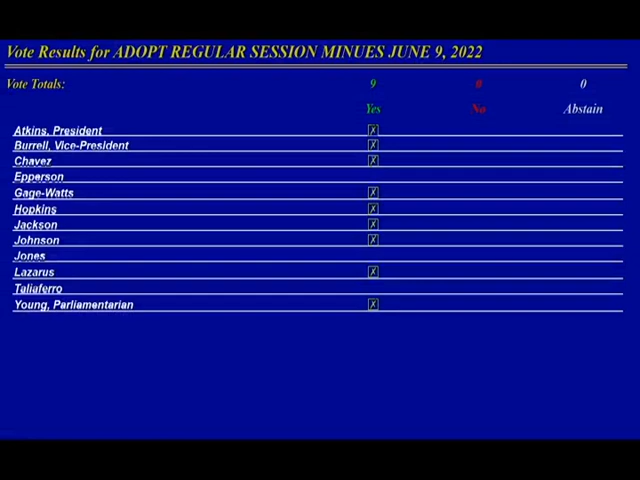 Vote Results for ADOPT REGULAR SESSION MINUES JUNE 9, 2022
Vote Totals: 9 0 0
Yes No Abstain
Atkins, President
Burrell, Vice-President
Chavez
Epperson
Gage-Watts
Hopkins
Jackson
Johnson
Jones
Lazarus
Taliaferro
Young, Parliamentarian